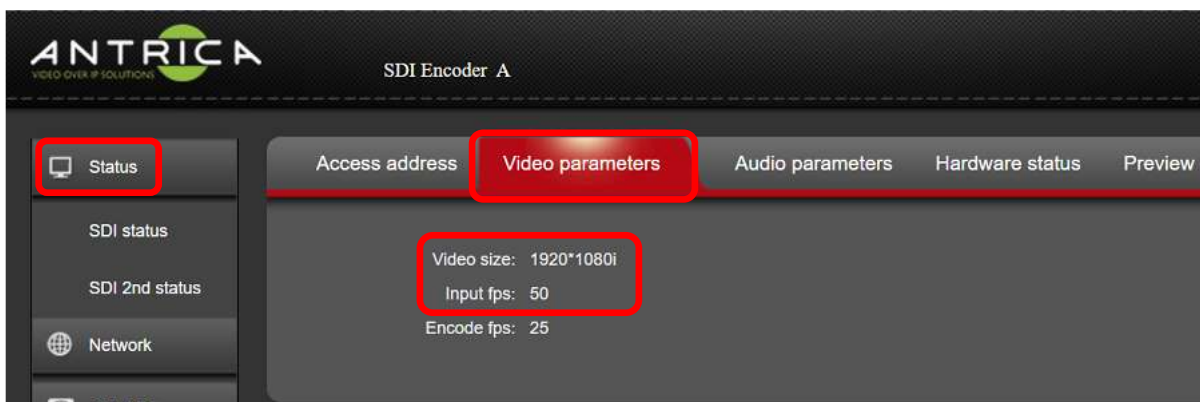 ANTRICA
VIDEO OVER IP SOLUTIONS
SDI Encoder A
Status
Access address Video parameters Audio parameters Hardware status Preview
SDI status
Video size: 1920*1080i
SDI 2nd status
Input fps: 50
Encode fps: 25
Network